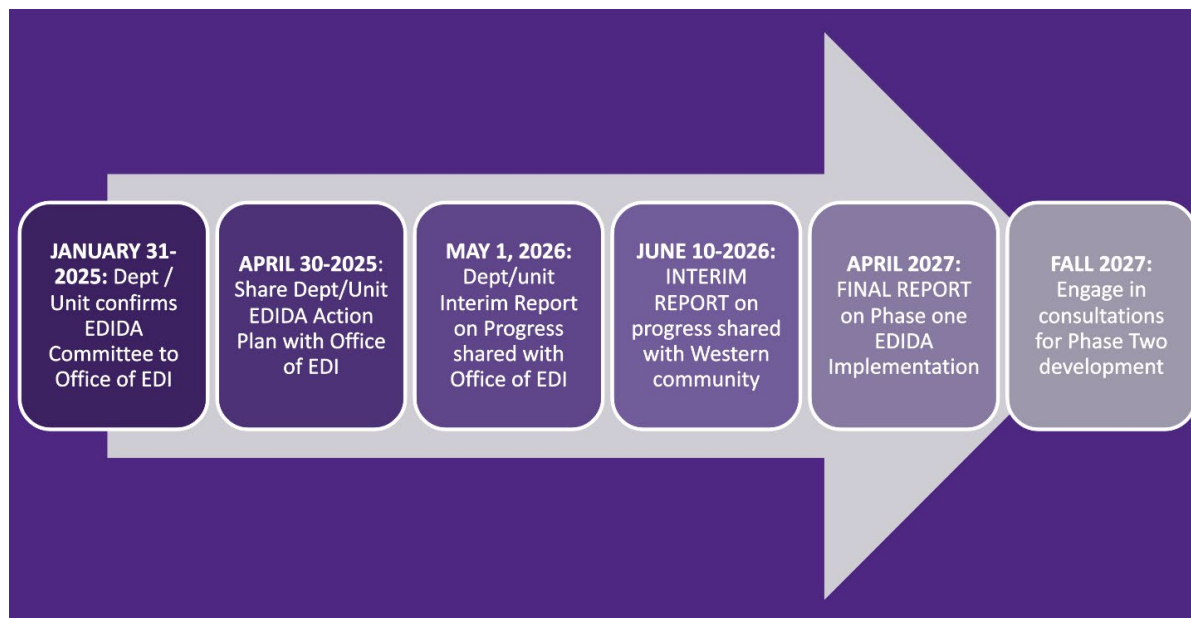 JANUARY 31-
2025: Dept /
Unit confirms
EDIDA
Committee to
Office of EDI
APRIL 30-2025:
Share Dept/Unit
EDIDA Action
Plan with Office
of EDI
MAY 1, 2026:
Dept/unit
Interim Report
on Progress
shared with
Office of EDI
JUNE 10-2026:
INTERIM
REPORT on
progress shared
with Western
community
APRIL 2027:
FINAL REPORT
on Phase one
EDIDA
Implementation
FALL 2027:
Engage in
consultations
for Phase Two
development